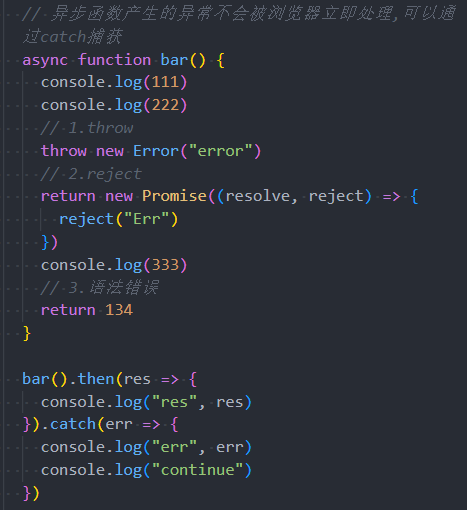 // 异步函数产生的异常不会被浏览器立即处理,可以通
过catch捕获
async function bar() {
  console.log(111)
  console.log(222)
  // 1.throw
  throw new Error("error")
  // 2.reject
  return new Promise((resolve, reject) => {
    reject("Err")
  })
  console.log(333)
  // 3.语法错误
  return 134
}

bar().then(res => {
  console.log("res", res)
}).catch(err => {
  console.log("err", err)
  console.log("continue")
})